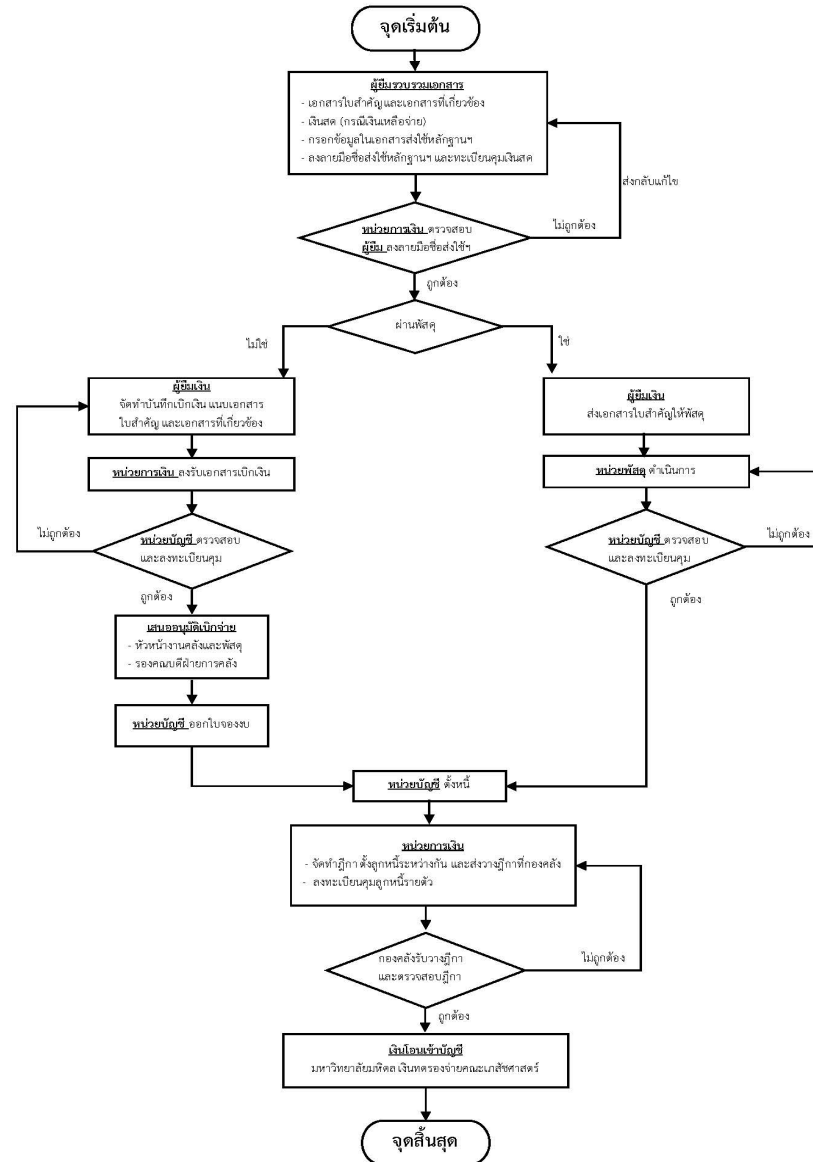 จุดเริ่มต้น
ผู้ยืมรวบรวมเอกสาร
- เอกสารใบสำคัญและเอกสารที่เกี่ยวข้อง
- เงินสด (กรณีเงินเหลือจ่าย)
- กรอกข้อมูลในเอกสารส่งใช้หลักฐานฯ
- ลงลายมือชื่อส่งใช้หลักฐานฯ และทะเบียนคุมเงินสด
ส่งกลับแก้ไข
หน่วยการเงิน ตรวจสอบ
ผู้ยืม ลงลายมือชื่อส่งใช้ฯ
ไม่ถูกต้อง
ถูกต้อง
ผ่านพัสดุ
ไม่ใช่
ใช่
ผู้ยืมเงิน
จัดทำบันทึกเบิกเงิน แนบเอกสาร
ใบสำคัญ และเอกสารที่เกี่ยวข้อง
ผู้ยืมเงิน
ส่งเอกสารใบสำคัญให้พัสดุ
หน่วยการเงิน ลงรับเอกสารเบิกเงิน
หน่วยพัสดุ ดำเนินการ
ไม่ถูกต้อง
หน่วยบัญชี ตรวจสอบ
และลงทะเบียนคุม
หน่วยบัญชี ตรวจสอบ
และลงทะเบียนคุม
ไม่ถูกต้อง
ถูกต้อง
ถูกต้อง
เสนออนุมัติเบิกจ่าย
- หัวหน้างานคลังและพัสดุ
- รองคณบดีฝ่ายการคลัง
หน่วยบัญชี ออกใบจองงบ
หน่วยบัญชี ตั้งหนี้
หน่วยการเงิน
- จัดทำฎีกา ตั้งลูกหนี้ระหว่างกัน และส่งวางฎีกาที่กองคลัง
- ลงทะเบียนคุมลูกหนี้รายตัว
กองคลังรับวางฎีกา
และตรวจสอบฎีกา
ไม่ถูกต้อง
ถูกต้อง
เงินโอนเข้าบัญชี
มหาวิทยาลัยมหิดล เงินทดรองจ่ายคณะเภสัชศาสตร์
จุดสิ้นสุด